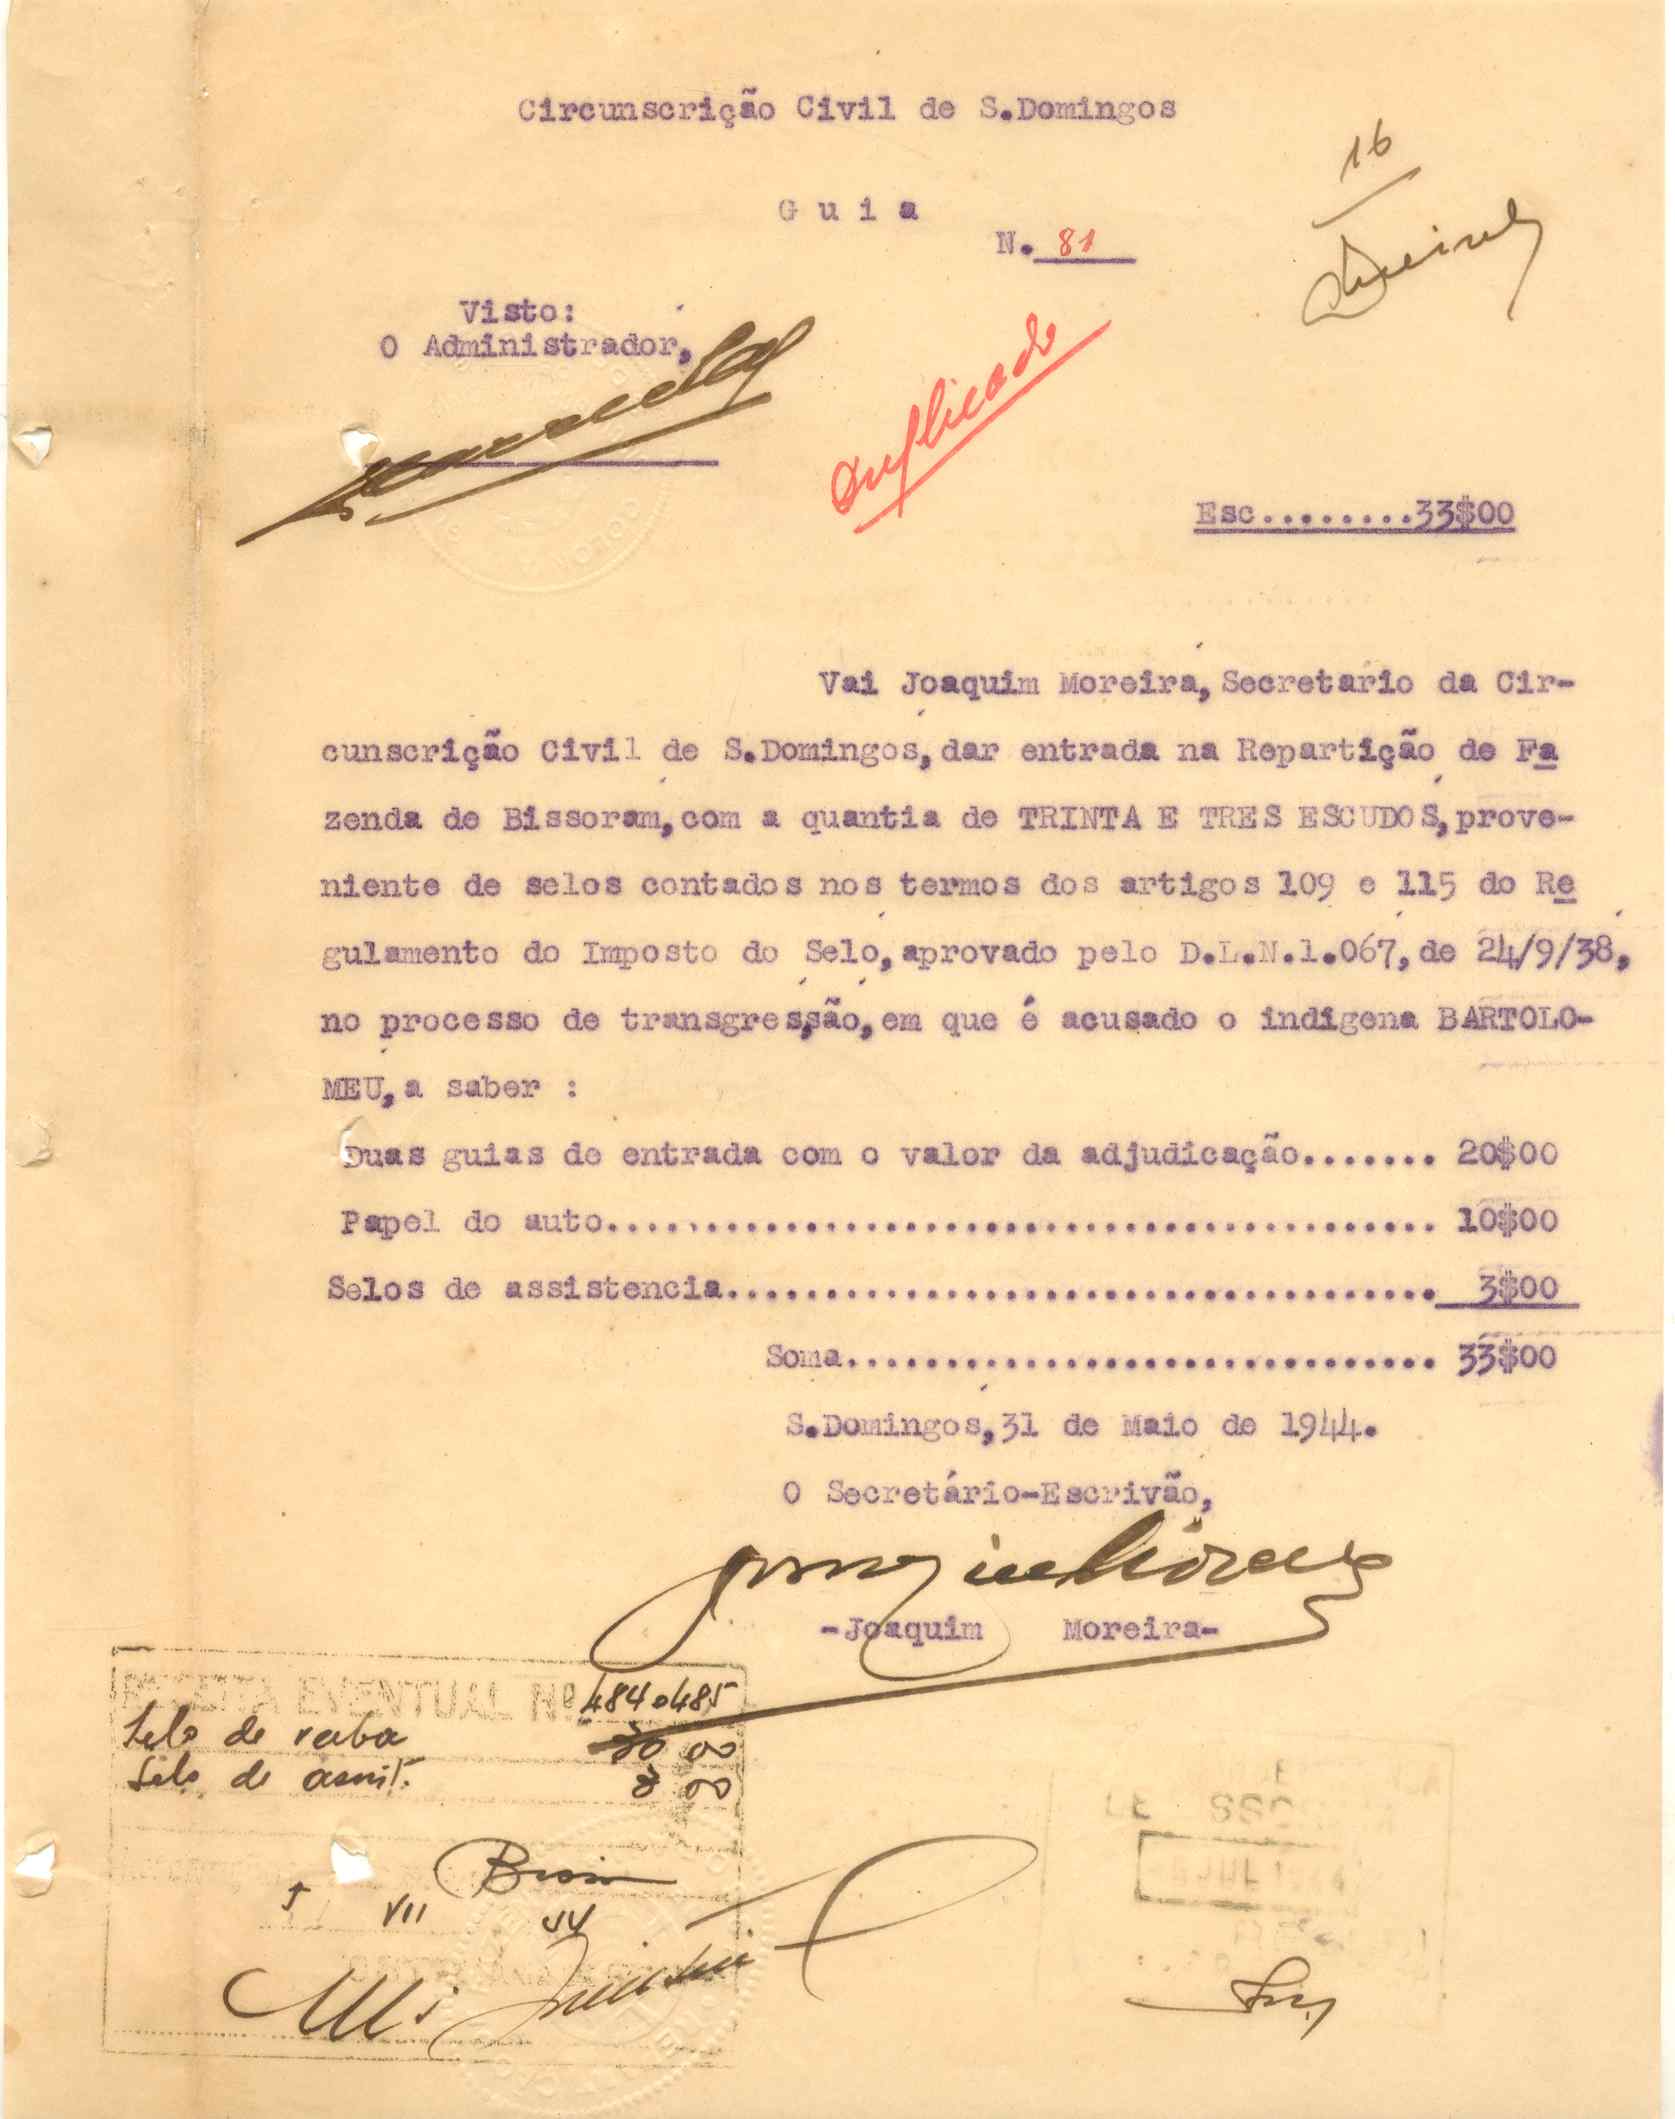 Circunscrição Civil de S.Domingos
16
G u i a
N. 81
Visto:
O Administrador,
Duplicado
Esc........33$00
Vai Joaquim Moreira, Secretario da Cir-
cunscrição Civil de S.Domingos, dar entrada na Repartição de Fa
zenda de Bissoram, com a quantia de TRINTA E TRES ESCUDOS, prove-
niente de selos contados nos termos dos artigos 109 e 115 do Re
gulamento do Imposto do Selo, aprovado pelo D.L.N.1.067, de 24/9/38,
no processo de transgressão, em que é acusado o indigena BARTOLO-
MEU, a saber :
Duas guias de entrada com o valor da adjudicação....... 20$00
Papel do auto.......................................... 10$00
Selos de assistencia.................................... 3$00
Soma.............................. 33$00
S.Domingos, 31 de Maio de 1944.
O Secretário-Escrivão,
-Joaquim Moreira-
RECEITA EVENTUAL Nº 484 e 485
Selo de verba 30 00
Selo de assist. 3 00
VII 44